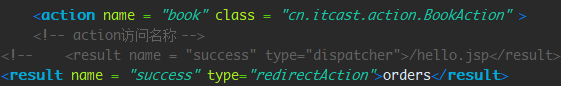 <action name = "book" class = "cn.itcast.action.BookAction" >
<!-- action访问名称 -->
<!--    <result name = "success" type="dispatcher">/hello.jsp</result>
<result name = "success" type="redirectAction">orders</result>